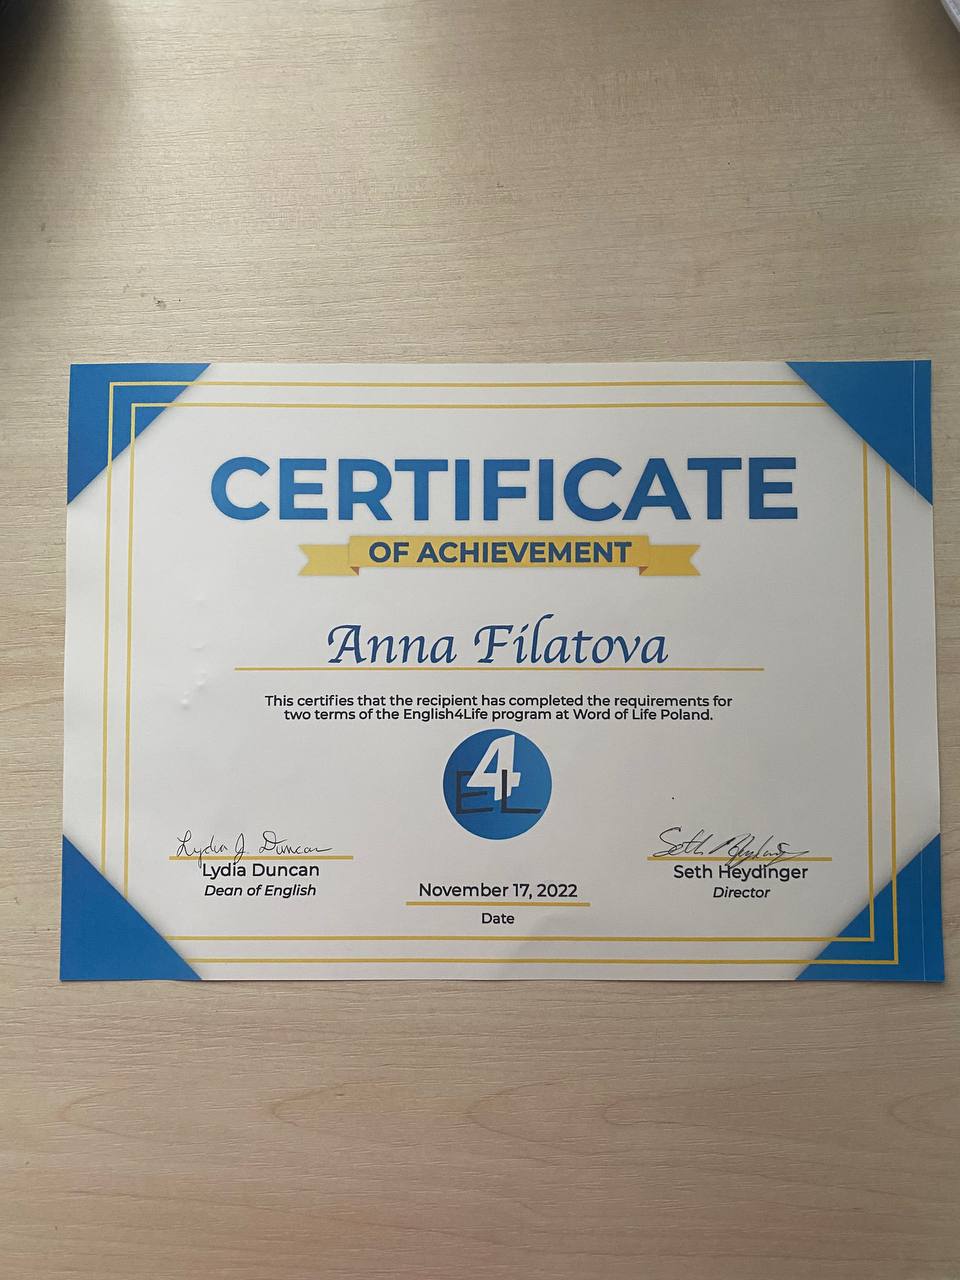 CERTIFICATE
OF ACHIEVEMENT
Anna Filatova
This certifies that the recipient has completed the requirements for
two terms of the English4Life program at Word of Life Poland.
4
EL
Lydia J. Duncan
Lydia Duncan
Dean of English
November 17, 2022
Date
Seth Heydinger
Seth Heydinger
Director